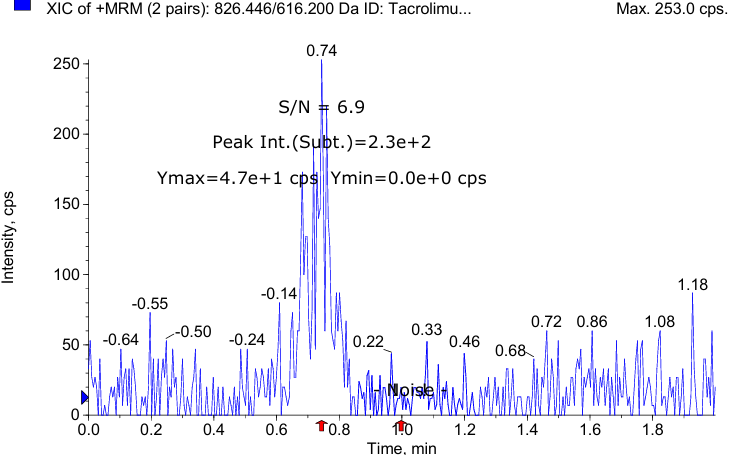 XIC of +MRM (2 pairs): 826.446/616.200 Da ID: Tacrolimu... Max. 253.0 cps.
0.74
250
S/N = 6.9
200
Peak Int.(Subt.)=2.3e+2
Ymax=4.7e+1 cps Ymin=0.0e+0 cps
150
Intensity, cps
100
1.18
-0.14
-0.55
-0.64
-0.50
-0.24
0.22
0.33
0.46
0.68
0.72
0.86
1.08
50
Noise
0
0.0 0.2 0.4 0.6 0.8 1.0 1.2 1.4 1.6 1.8
Time, min